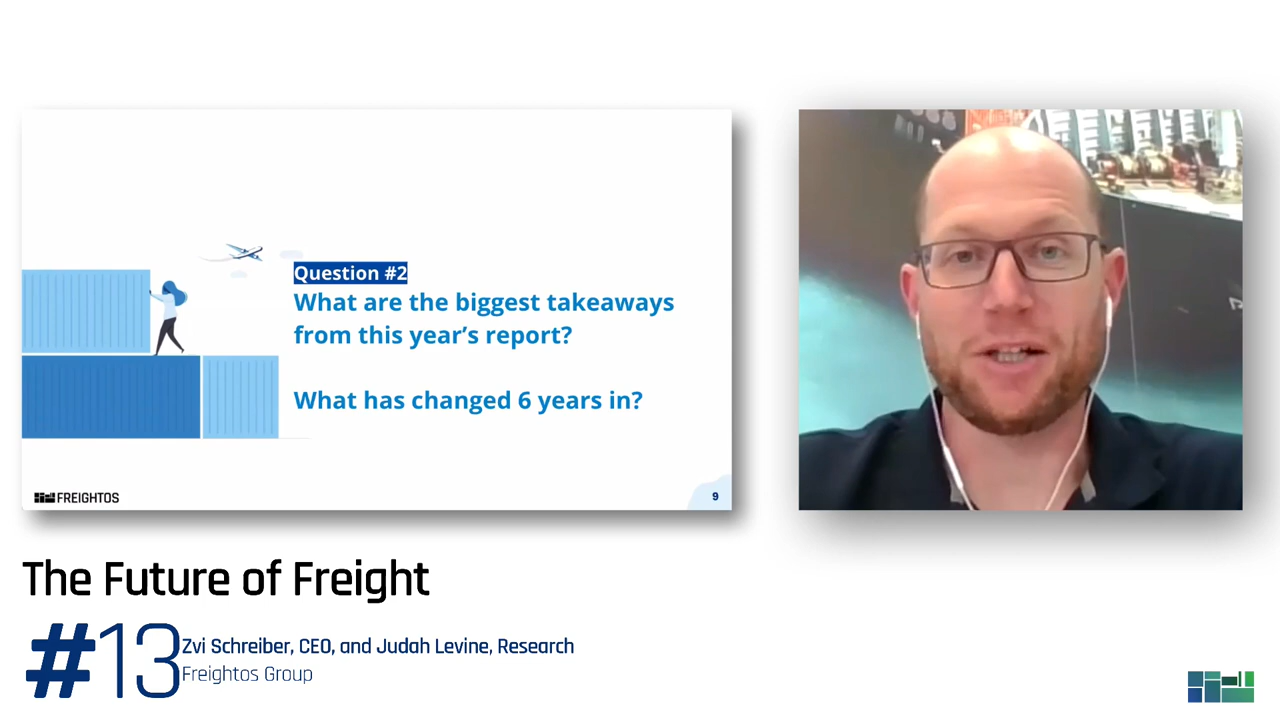 Question #2
What are the biggest takeaways
from this year’s report?
What has changed 6 years in?
FREIGHTOS
9
The Future of Freight
#13
Zvi Schreiber, CEO, and Judah Levine, Research
Freightos Group